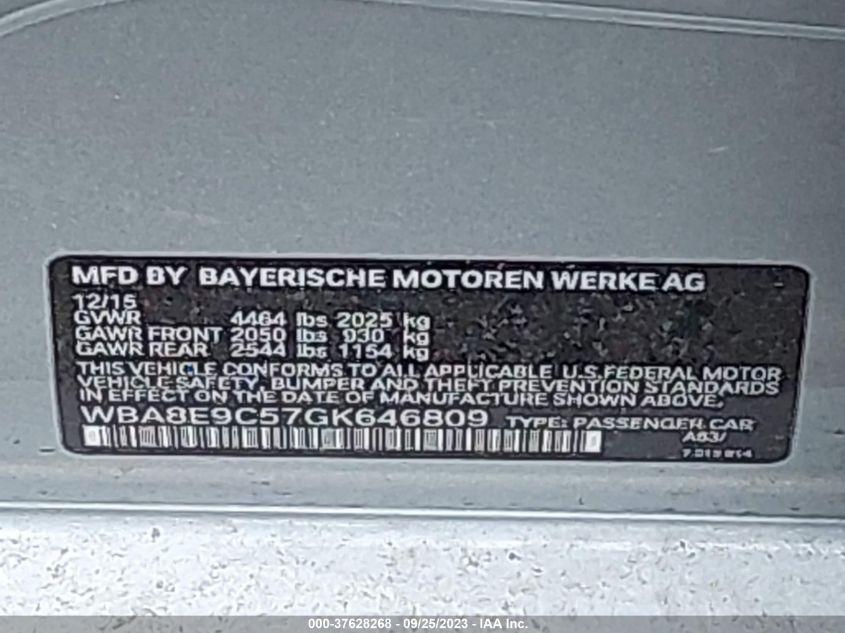 MFD BY BAYERISCHE MOTOREN WERKE AG
12/15
GVWR 4464 lbs 2025 kg
GAWR FRONT 2050 lbs 930 kg
GAWR REAR 2544 lbs 1154 kg
THIS VEHICLE CONFORMS TO ALL APPLICABLE U.S.FEDERAL MOTOR
VEHICLE SAFETY, BUMPER AND THEFT PREVENTION STANDARDS
IN EFFECT ON THE DATE OF MANUFACTURE SHOWN ABOVE.
WBA8E9C57GK646809 TYPE: PASSENGER CAR
000-37628268 - 09/25/2023 - IAA Inc.